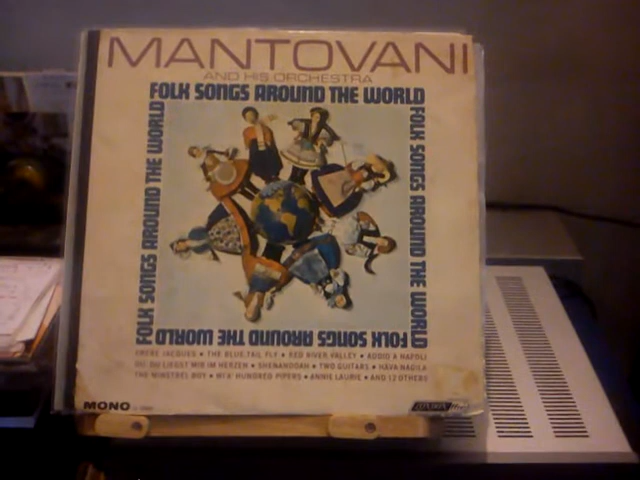 MANTOVANI
AND HIS ORCHESTRA
FOLK SONGS AROUND THE WORLD
FOLK SONGS AROUND THE WORLD
FOLK SONGS AROUND THE WORLD
FOLK SONGS AROUND THE WORLD
FRERE JACQUES • THE BLUE TAIL FLY • RED RIVER VALLEY • ADDIO A NAPOLI
DU, DU LIEGST MIR IM HERZEN • SHENANDOAH • TWO GUITARS • HAVA NAGILA
THE MINSTREL BOY • WI'A' HUNDRED PIPERS • ANNIE LAURIE • AND 12 OTHERS
MONO
LONDON